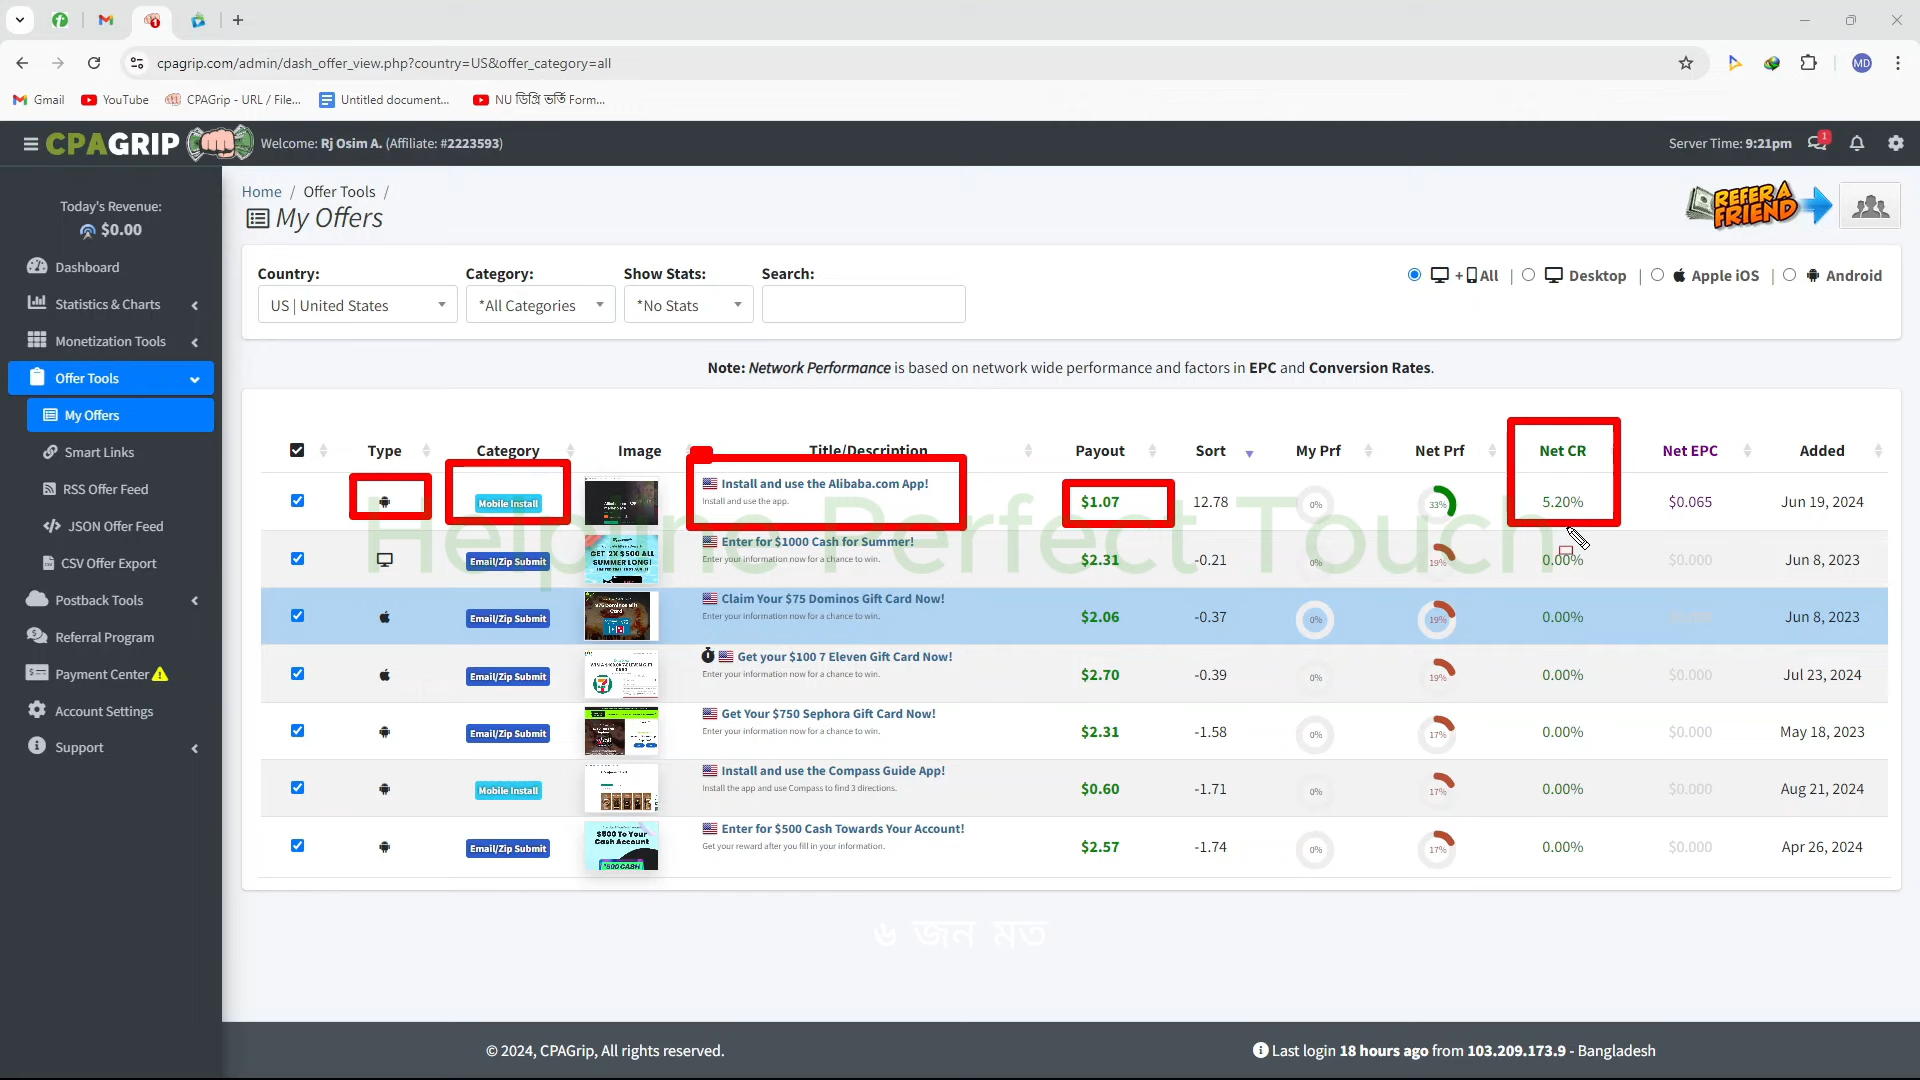 cpagrip.com/admin/dash_offer_view.php?country=US&offer_category=all
MD
Gmail
YouTube
CPAGrip - URL / File...
Untitled document...
NU ডিগ্রি ভর্তি Form...
CPAGRIP
Welcome: Rj Osim A. (Affiliate: #2223593)
Server Time: 9:21pm
1
Today's Revenue:
$0.00
Dashboard
Statistics & Charts
Monetization Tools
Offer Tools
My Offers
Smart Links
RSS Offer Feed
JSON Offer Feed
CSV Offer Export
Postback Tools
Referral Program
Payment Center
Account Settings
Support
Home / Offer Tools /
My Offers
REFER A FRIEND
Country:
US | United States
Category:
*All Categories
Show Stats:
*No Stats
Search:
+ All | Desktop | Apple iOS | Android
Note: Network Performance is based on network wide performance and factors in EPC and Conversion Rates.
Type Category Image Title/Description Payout Sort My Prf Net Prf Net CR Net EPC Added
Mobile Install Install and use the Alibaba.com App! $1.07 12.78 0% 33% 5.20% $0.065 Jun 19, 2024
Install and use the app.
Helpline Perfect Touch
Email/Zip Submit GET 2X $500 ALL SUMMER LONG! Enter for $1000 Cash for Summer! $2.31 -0.21 0% 19% 0.00% $0.000 Jun 8, 2023
Enter your information now for a chance to win.
Email/Zip Submit Claim Your $75 Dominos Gift Card Now! $2.06 -0.37 0% 19% 0.00% Jun 8, 2023
Enter your information now for a chance to win.
Email/Zip Submit Get your $100 7 Eleven Gift Card Now! $2.70 -0.39 0% 19% 0.00% $0.000 Jul 23, 2024
Enter your information now for a chance to win.
Email/Zip Submit Get Your $750 Sephora Gift Card Now! $2.31 -1.58 0% 17% 0.00% $0.000 May 18, 2023
Enter your information now for a chance to win.
Mobile Install Install and use the Compass Guide App! $0.60 -1.71 0% 17% 0.00% $0.000 Aug 21, 2024
Install the app and use Compass to find 3 directions.
Email/Zip Submit $500 To Your Cash Account Enter for $500 Cash Towards Your Account! $2.57 -1.74 0% 17% 0.00% $0.000 Apr 26, 2024
Get your reward after you fill in your information.
৬ জন মত
© 2024, CPAGrip, All rights reserved.
Last login 18 hours ago from 103.209.173.9 - Bangladesh